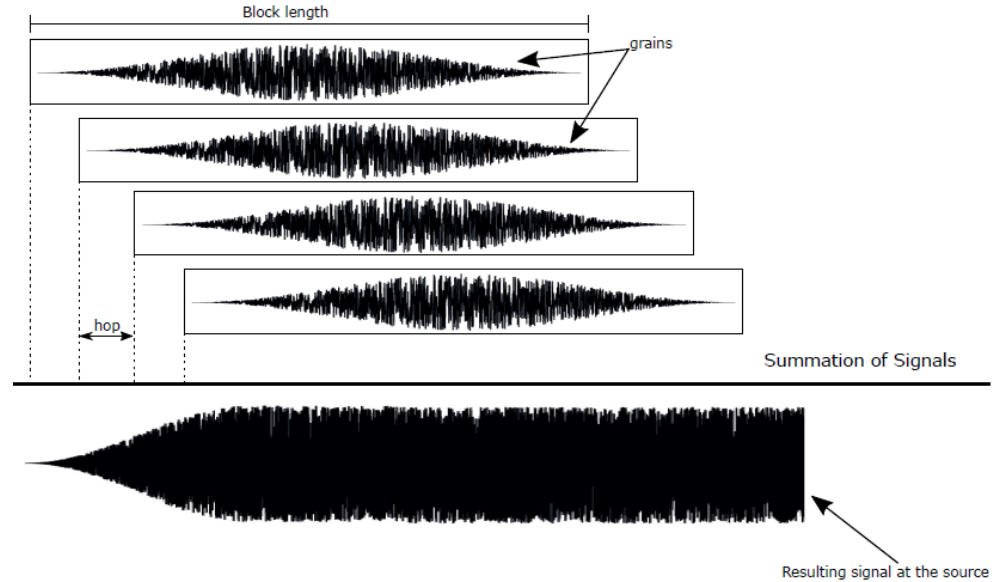 Block length
grains
hop
Summation of Signals
Resulting signal at the source